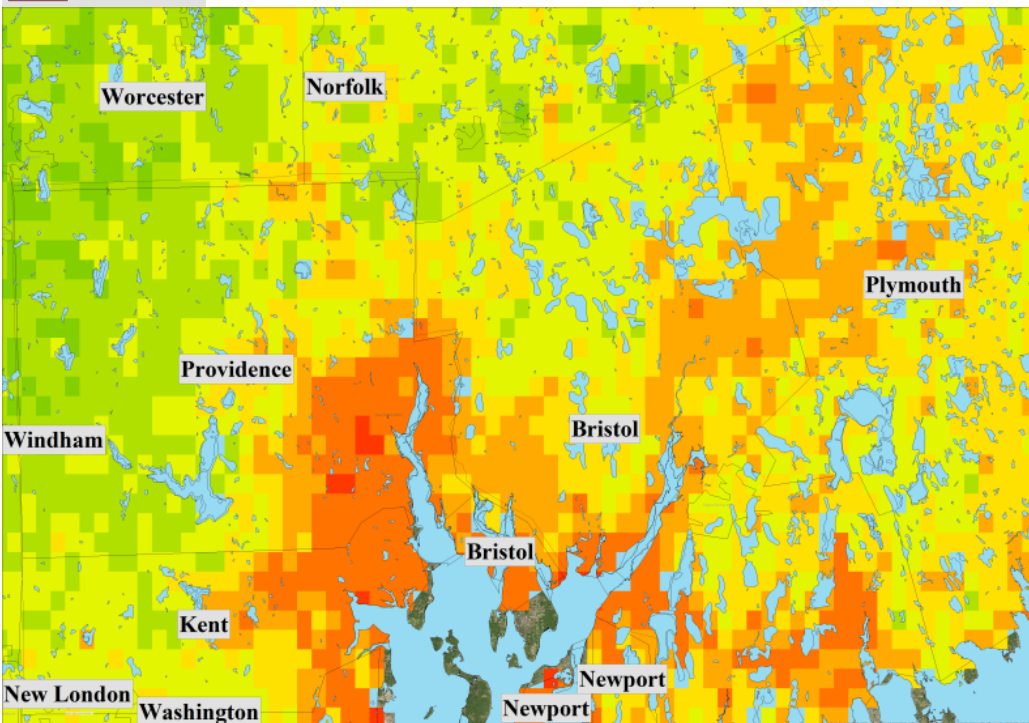 Worcester
Norfolk
Plymouth
Providence
Bristol
Windham
Bristol
Kent
Newport
New London
Newport
Washington